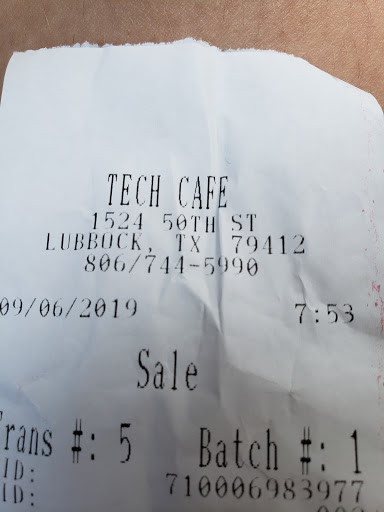 TECH CAFE
1524 50TH ST
LUBBOCK, TX 79412
806/744-5990
09/06/2019 7:53
Sale
Trans #: 5 Batch #: 1
ID: 710006983977
ID: